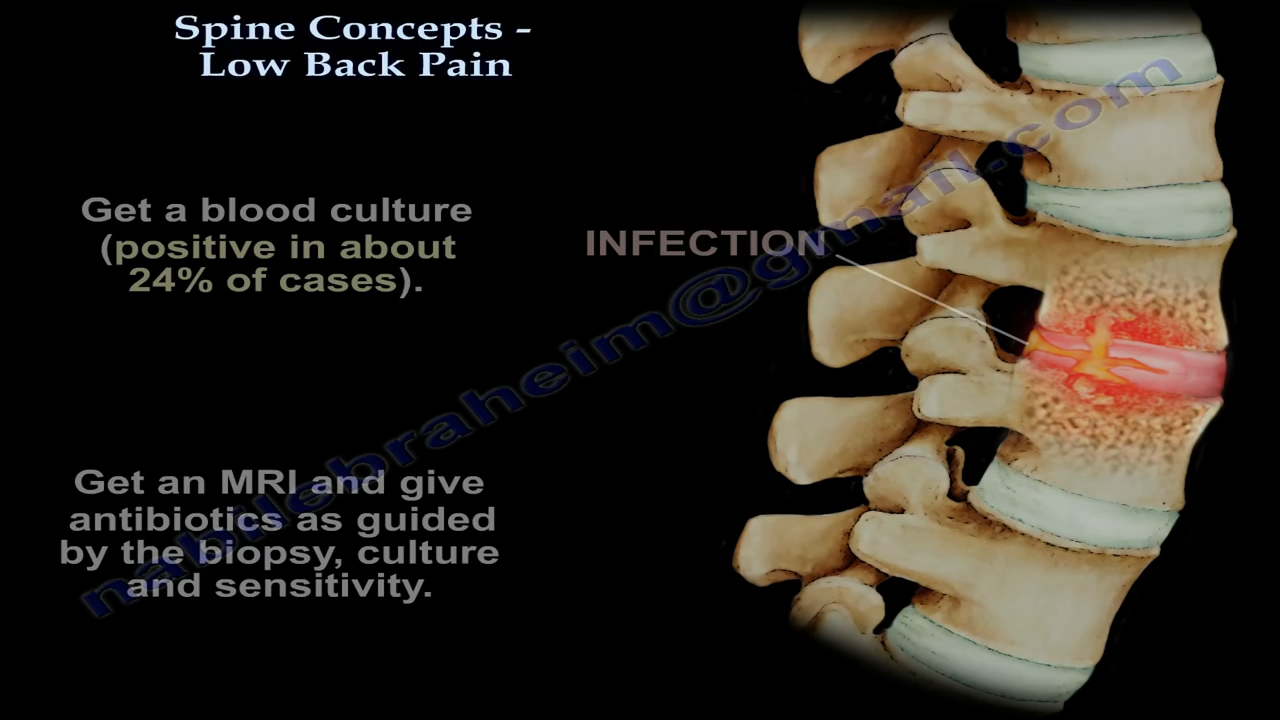 Spine Concepts -
Low Back Pain
Get a blood culture
(positive in about
24% of cases).
INFECTION
Get an MRI and give
antibiotics as guided
by the biopsy, culture
and sensitivity.
nabilebraheim@gmail.com